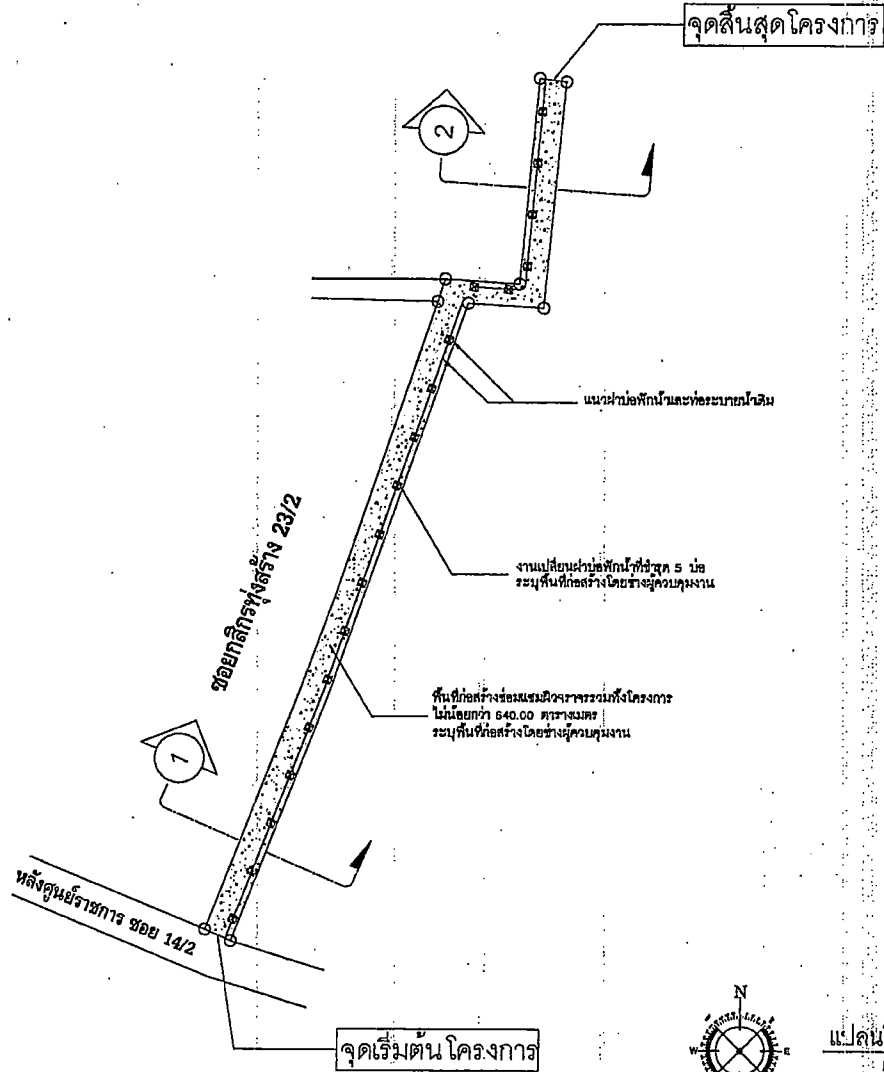 จุดสิ้นสุดโครงการ
2
แนวฝาบ่อพักน้ำและท่อระบายน้ำเดิม
งานเปลี่ยนฝาบ่อพักน้ำที่ชำรุด 5 บ่อ
ระบุพื้นที่ก่อสร้างโดยช่างผู้ควบคุมงาน
ซอยกสิกรทุ่งสร้าง 23/2
พื้นที่ก่อสร้างซ่อมแซมผิวจราจรรวมทั้งโครงการ
ไม่น้อยกว่า 640.00 ตารางเมตร
ระบุพื้นที่ก่อสร้างโดยช่างผู้ควบคุมงาน
1
หลังศูนย์ราชการ ซอย 14/2
จุดเริ่มต้นโครงการ
N
W
E
แปลน